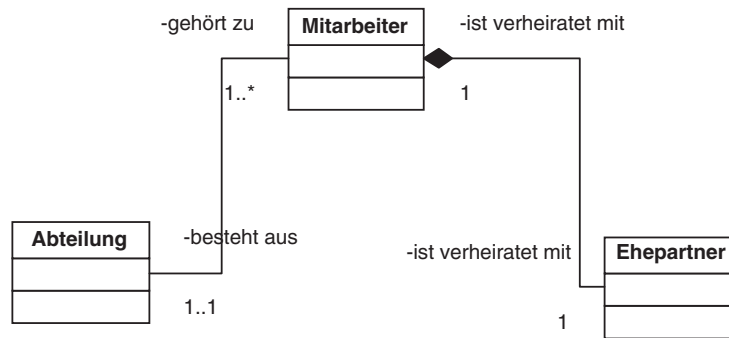 -gehört zu
Mitarbeiter
-ist verheiratet mit
1..*
1
Abteilung
-besteht aus
-ist verheiratet mit
Ehepartner
1..1
1